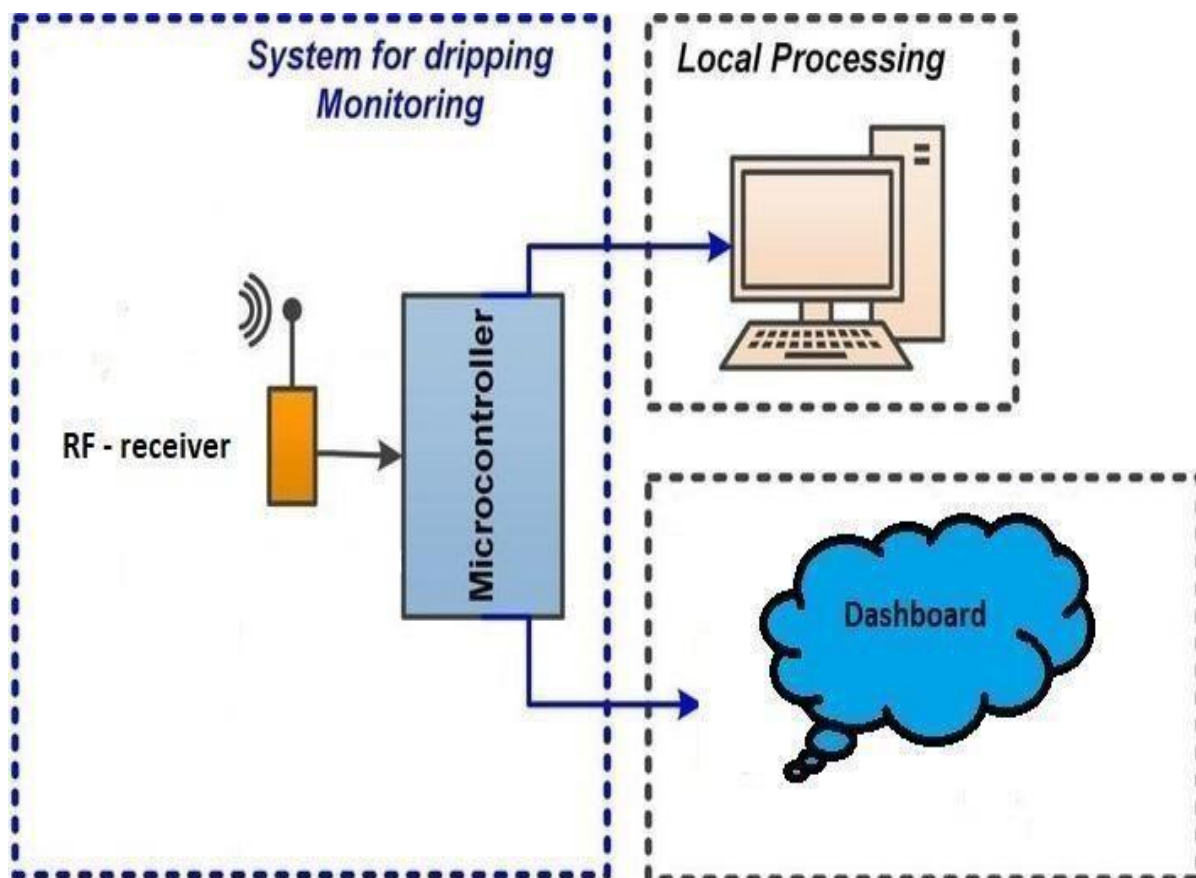 System for dripping
Monitoring
Local Processing
RF - receiver
Microcontroller
Dashboard